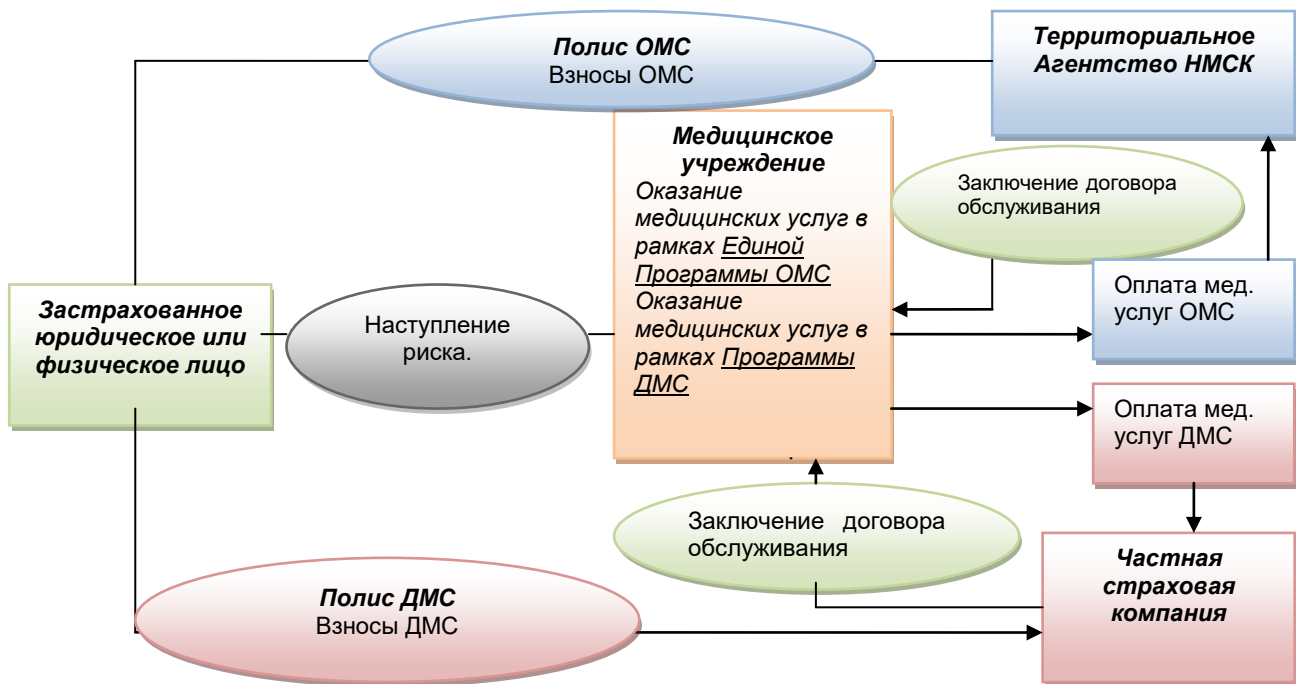 Полис ОМС
Взносы ОМС
Территориальное
Агентство НМСК
Медицинское
учреждение
Оказание
медицинских услуг в
рамках Единой
Программы ОМС
Оказание
медицинских услуг в
рамках Программы
ДМС
Заключение договора
обслуживания
Застрахованное
юридическое или
физическое лицо
Наступление
риска.
Оплата мед.
услуг ОМС
Оплата мед.
услуг ДМС
Заключение договора
обслуживания
Частная
страховая
компания
Полис ДМС
Взносы ДМС